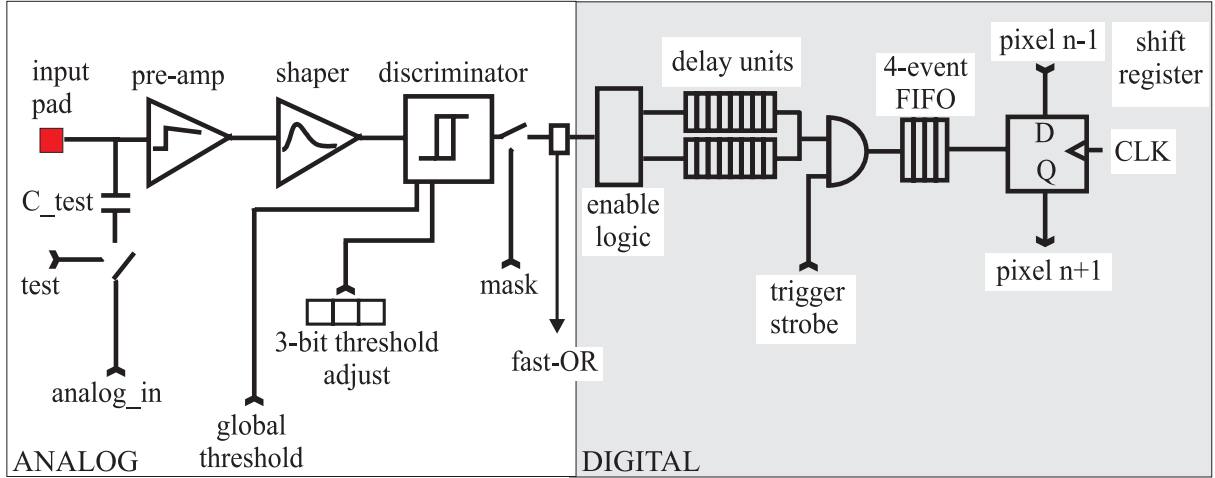 input
pad
pre-amp
shaper
discriminator
C_test
test
analog_in
global
threshold
3-bit threshold
adjust
mask
fast-OR
ANALOG
enable
logic
delay units
trigger
strobe
4-event
FIFO
pixel n-1
shift
register
D
Q
CLK
pixel n+1
DIGITAL